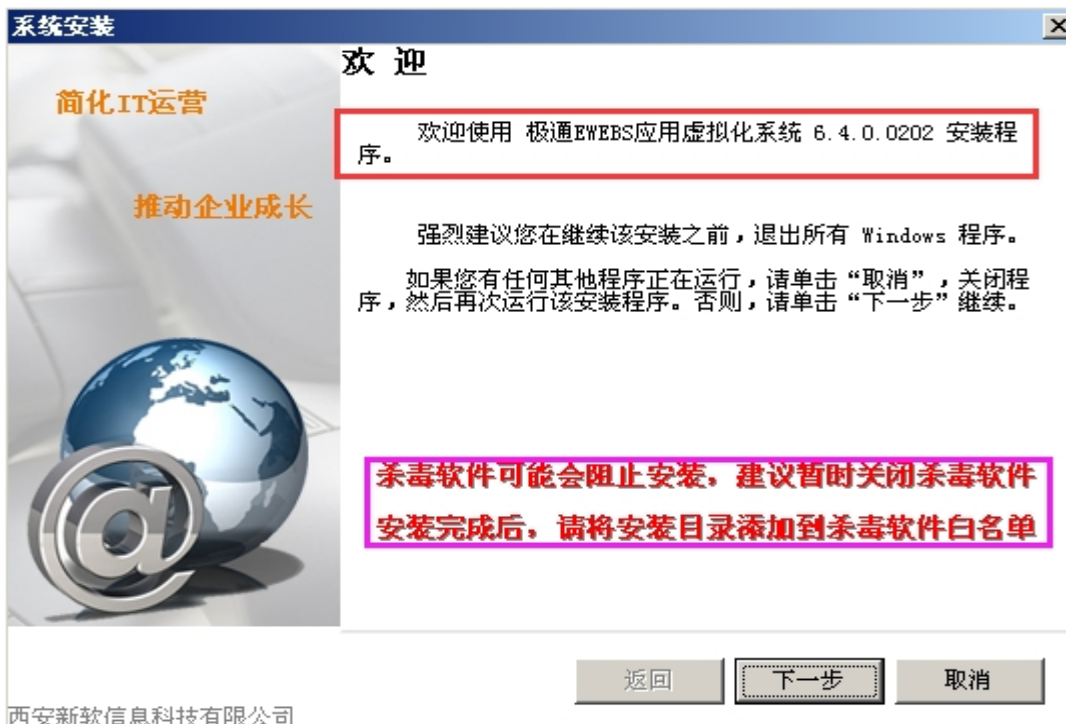 系统安装
简化IT运营
推动企业成长
欢 迎
欢迎使用 极通EWEBS应用虚拟化系统 6.4.0.0202 安装程
序。
强烈建议您在继续该安装之前，退出所有 Windows 程序。
如果您有任何其他程序正在运行，请单击“取消”，关闭程
序，然后再次运行该安装程序。否则，请单击“下一步”继续。
杀毒软件可能会阻止安装，建议暂时关闭杀毒软件
安装完成后，请将安装目录添加到杀毒软件白名单
返回
下一步
取消
西安新软信息科技有限公司